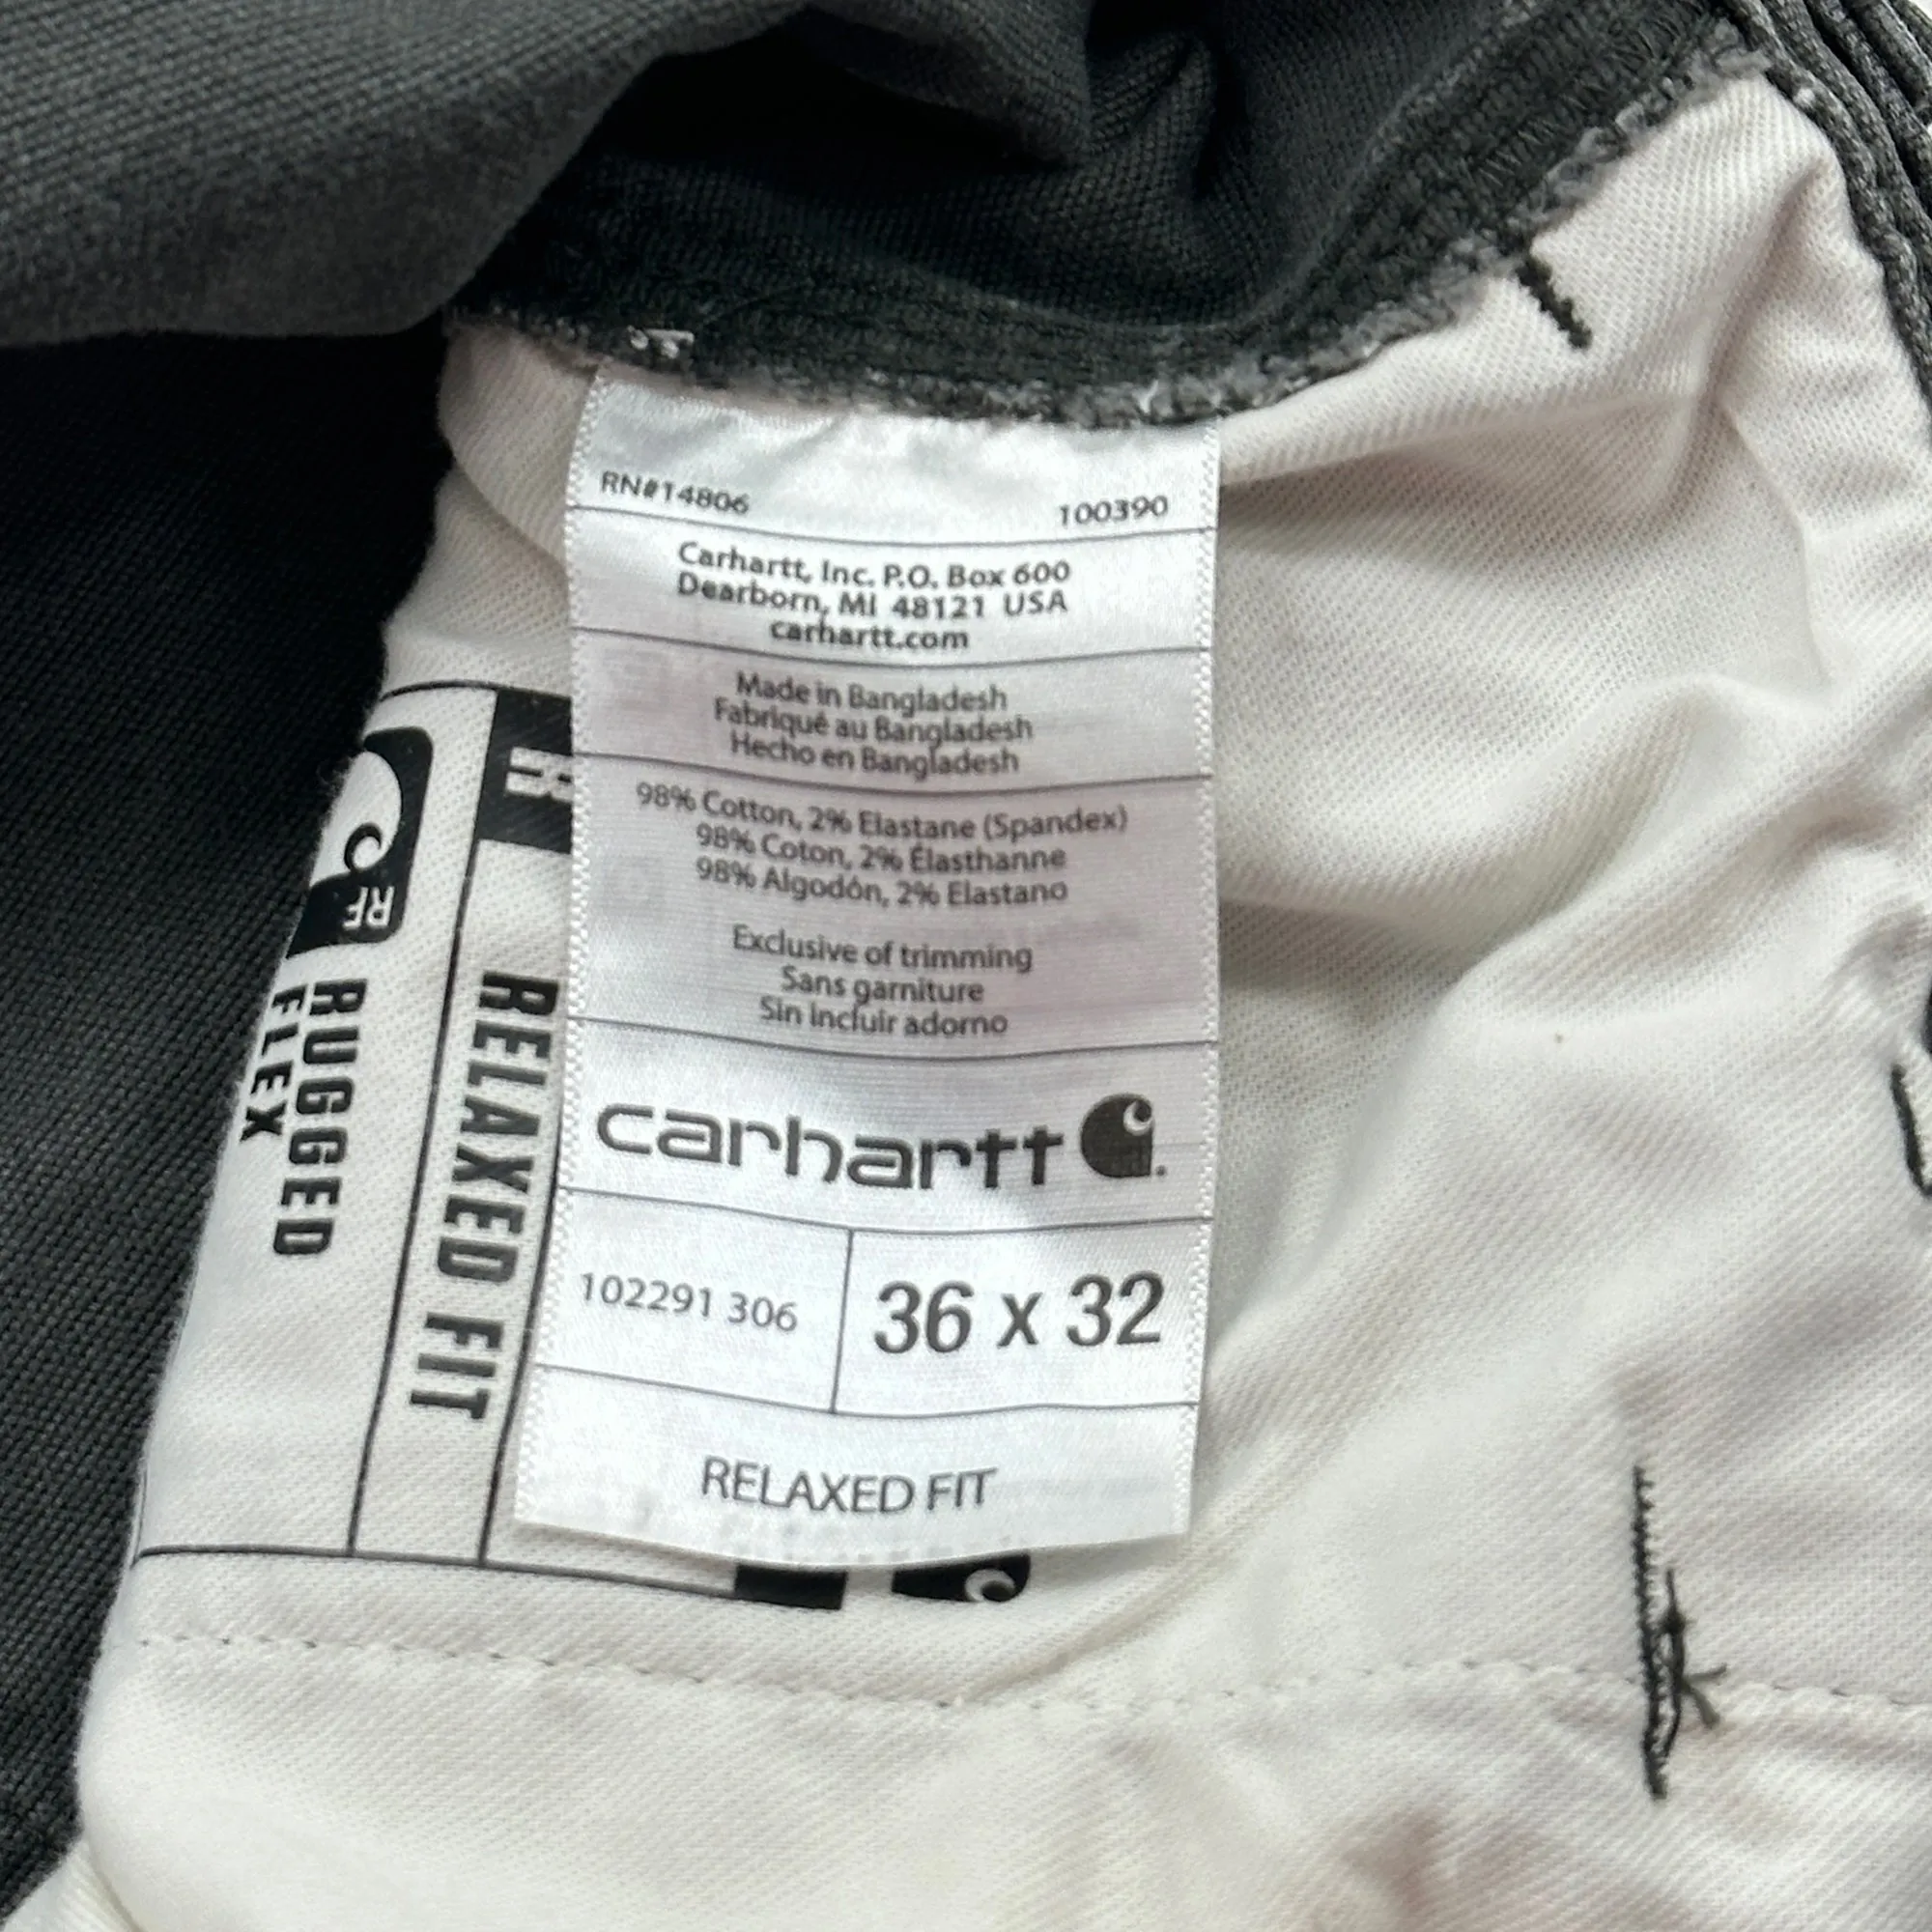 RN#14806 100390
Carhartt, Inc. P.O. Box 600
Dearborn, MI 48121 USA
carhartt.com
Made in Bangladesh
Fabriqué au Bangladesh
Hecho en Bangladesh
98% Cotton, 2% Elastane (Spandex)
98% Coton, 2% Élasthanne
98% Algodón, 2% Elastano
Exclusive of trimming
Sans garniture
Sin incluir adorno
carhartt
102291 306
36 x 32
RELAXED FIT
RELAXED FIT
RF
RUGGED
FLEX